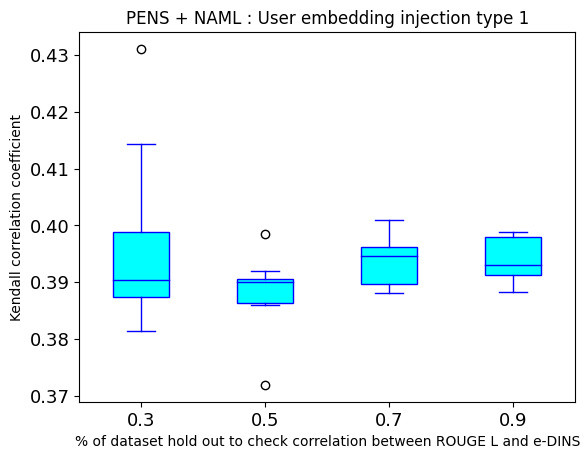 PENS + NAML : User embedding injection type 1
Kendall correlation coefficient
0.43
0.42
0.41
0.40
0.39
0.38
0.37
0.3 0.5 0.7 0.9
% of dataset hold out to check correlation between ROUGE L and e-DINS